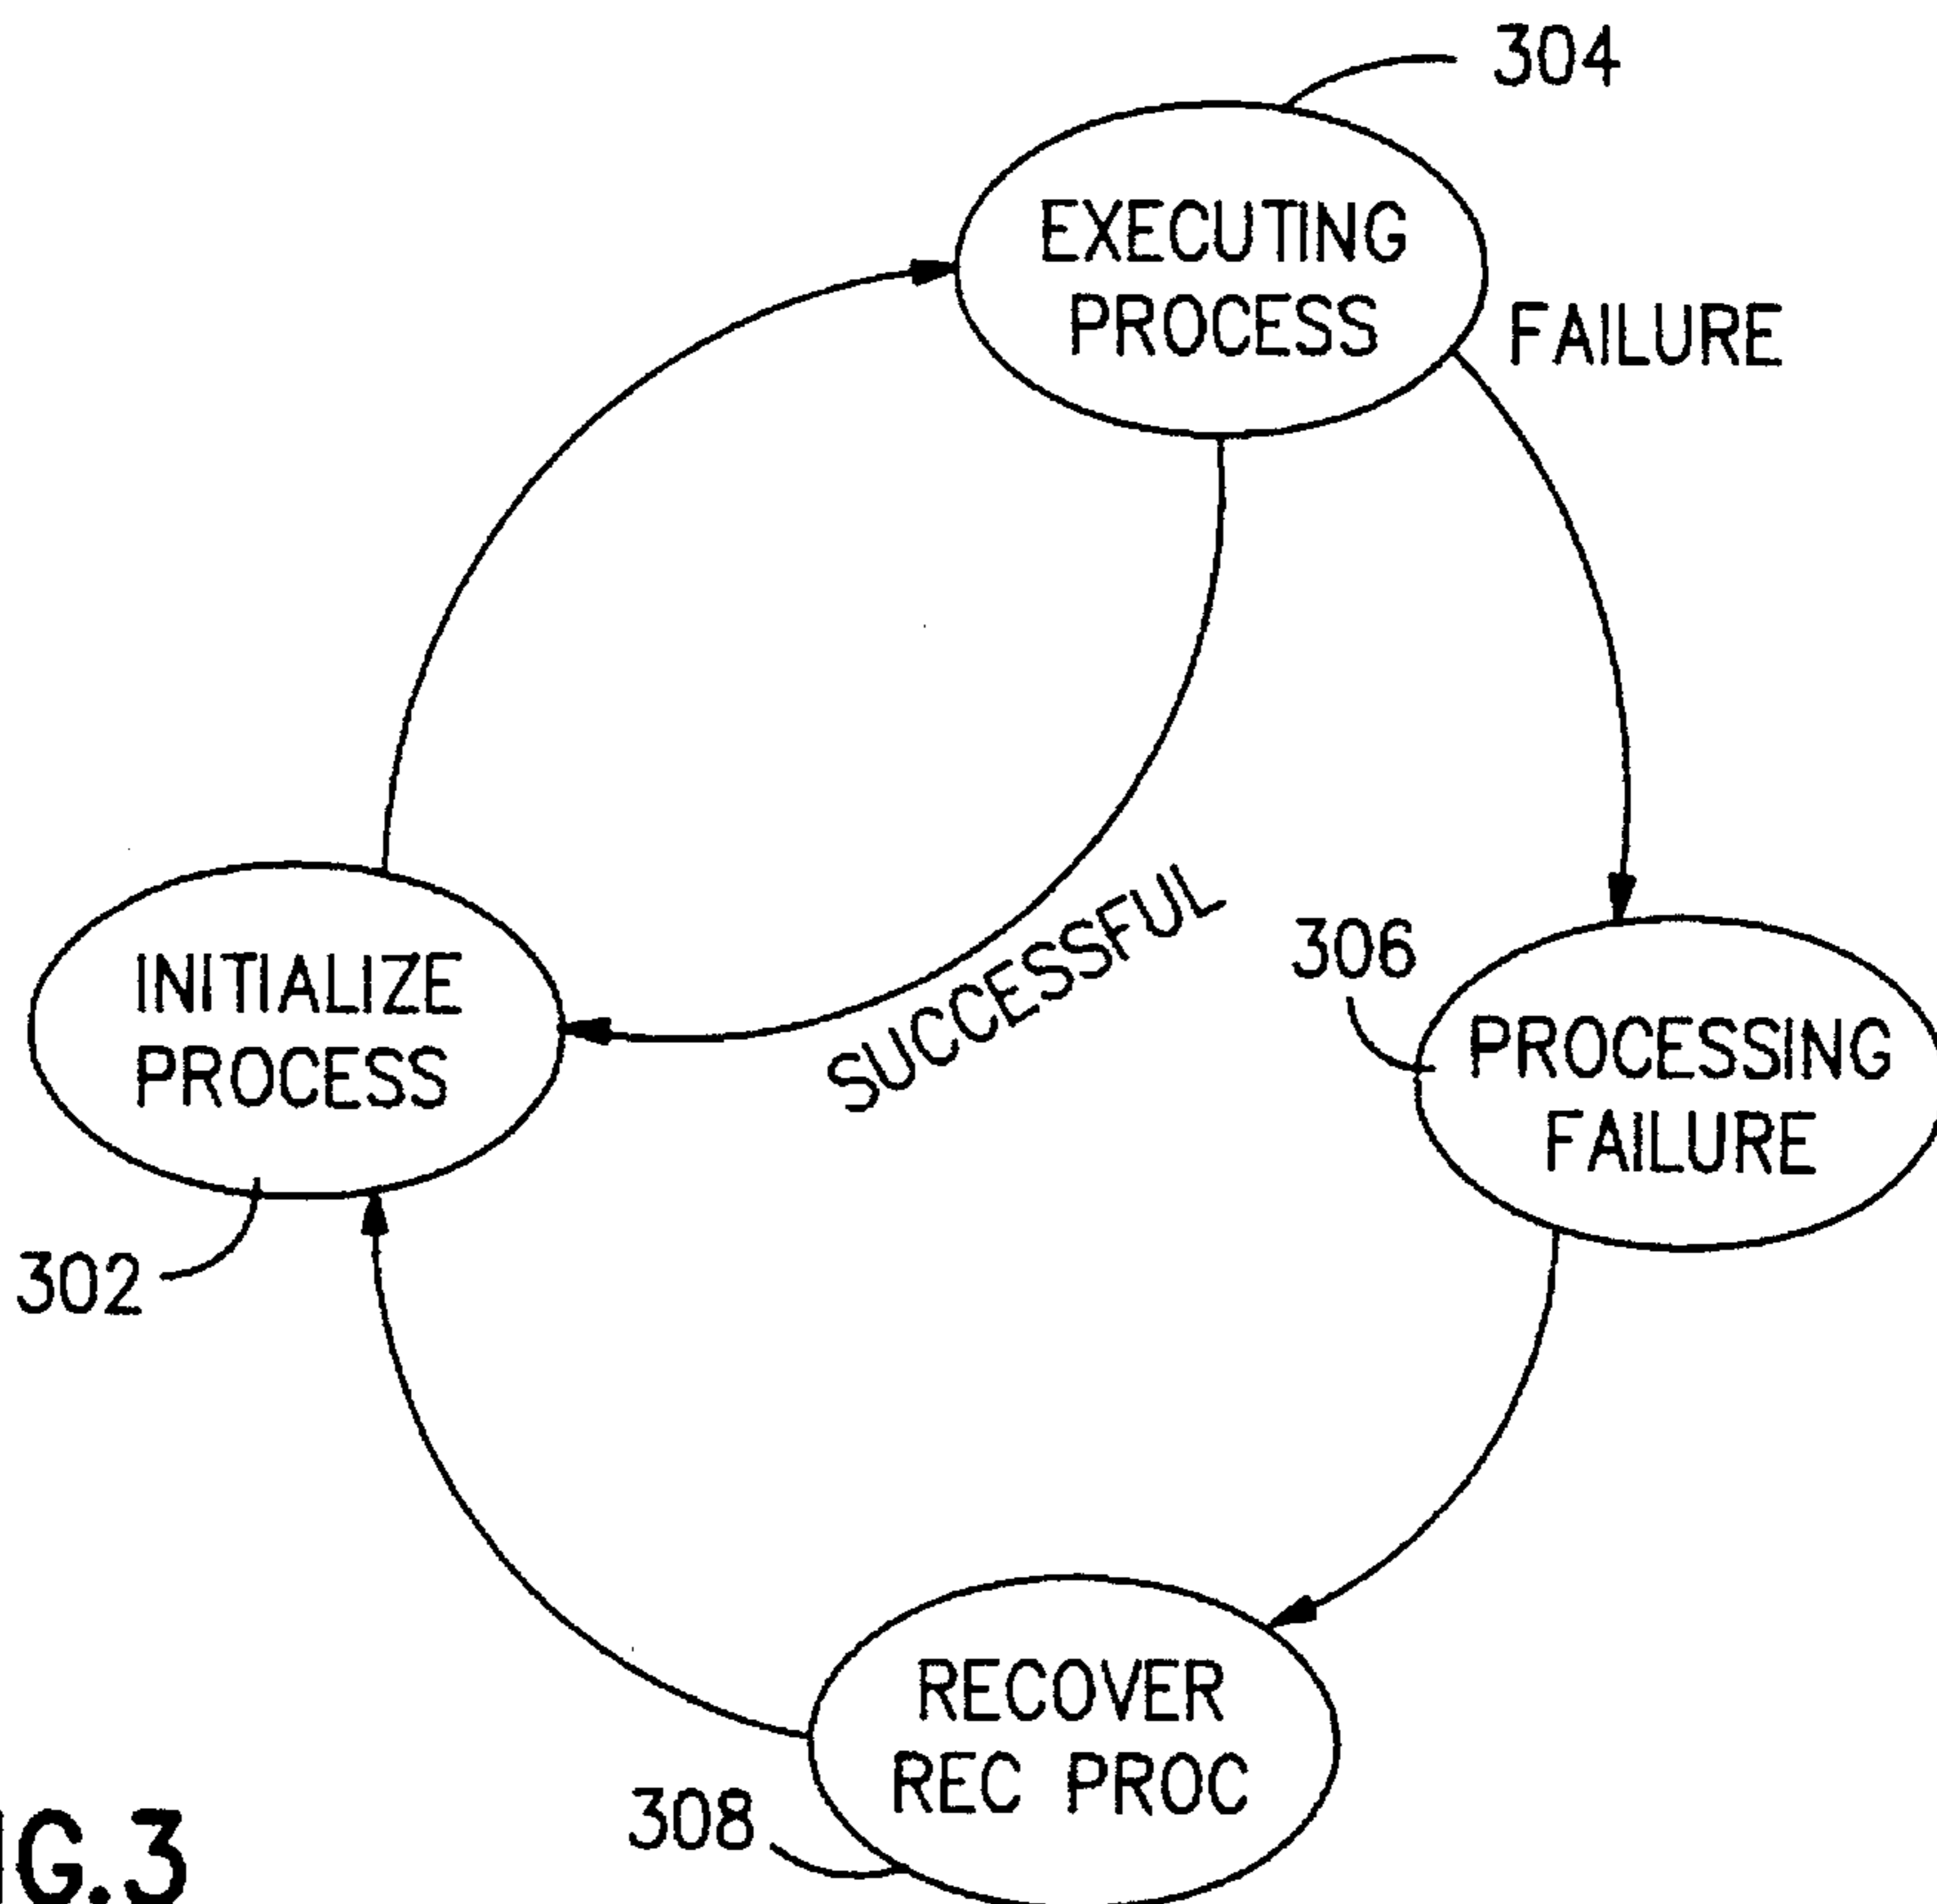 304
EXECUTING
PROCESS
FAILURE
SUCCESSFUL
INITIALIZE
PROCESS
302
306
PROCESSING
FAILURE
RECOVER
REC PROC
308
IG.3